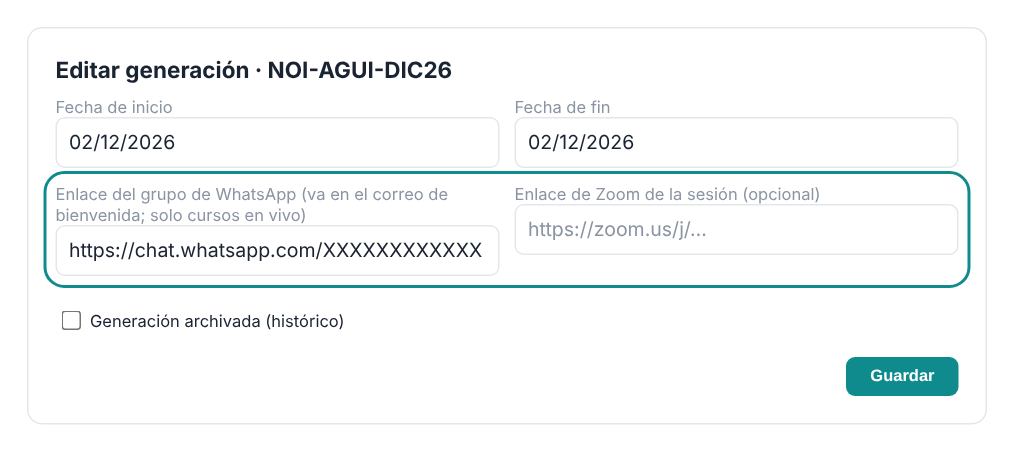 Editar generación · NOI-AGUI-DIC26
Fecha de inicio
Fecha de fin
02/12/2026
02/12/2026
Enlace del grupo de WhatsApp (va en el correo de
bienvenida; solo cursos en vivo)
Enlace de Zoom de la sesión (opcional)
https://chat.whatsapp.com/XXXXXXXXXXXX
https://zoom.us/j/...
Generación archivada (histórico)
Guardar